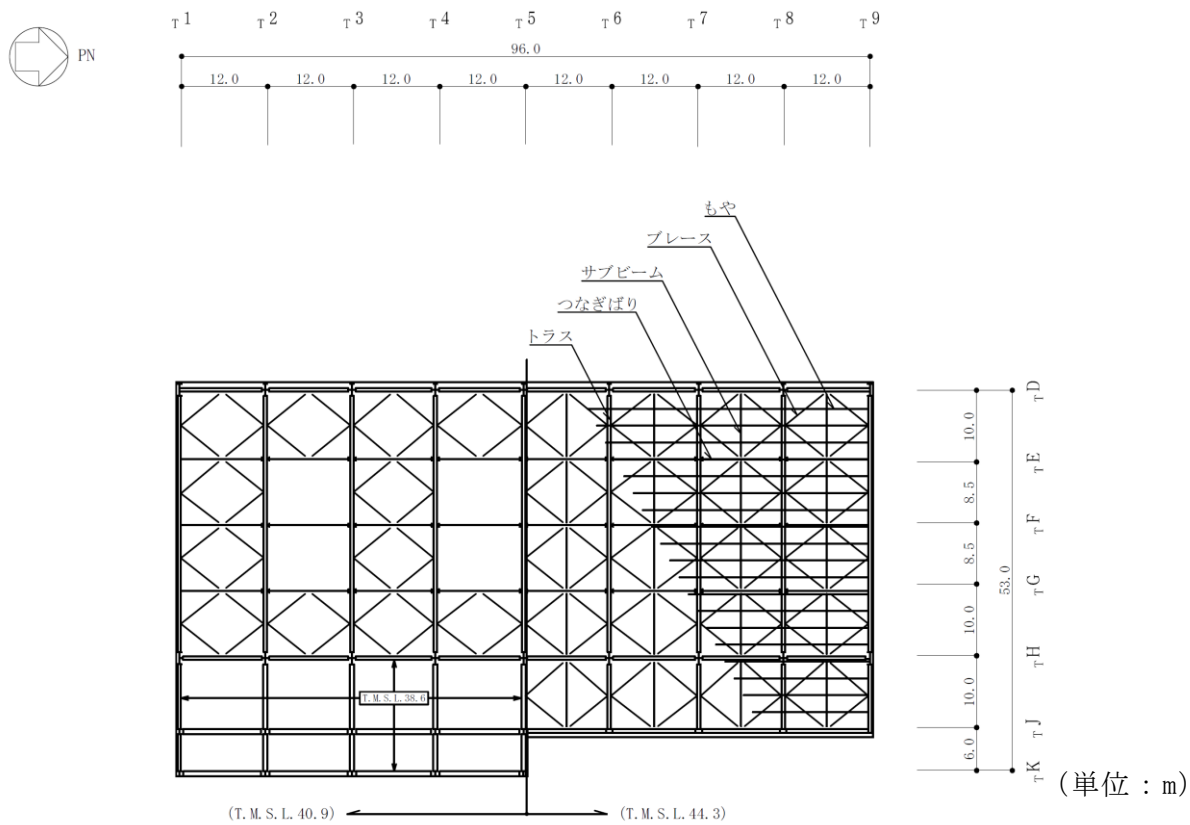 T1 T2 T3 T4 T5 T6 T7 T8 T9
PN
96.0
12.0 12.0 12.0 12.0 12.0 12.0 12.0 12.0
もや
ブレース
サブビーム
つなぎばり
トラス
TD
10.0
TE
8.5
TF
8.5
53.0
TG
10.0
TH
10.0
TJ
6.0
TK
T.M.S.L.38.6
(単位:m)
(T.M.S.L.40.9)
(T.M.S.L.44.3)